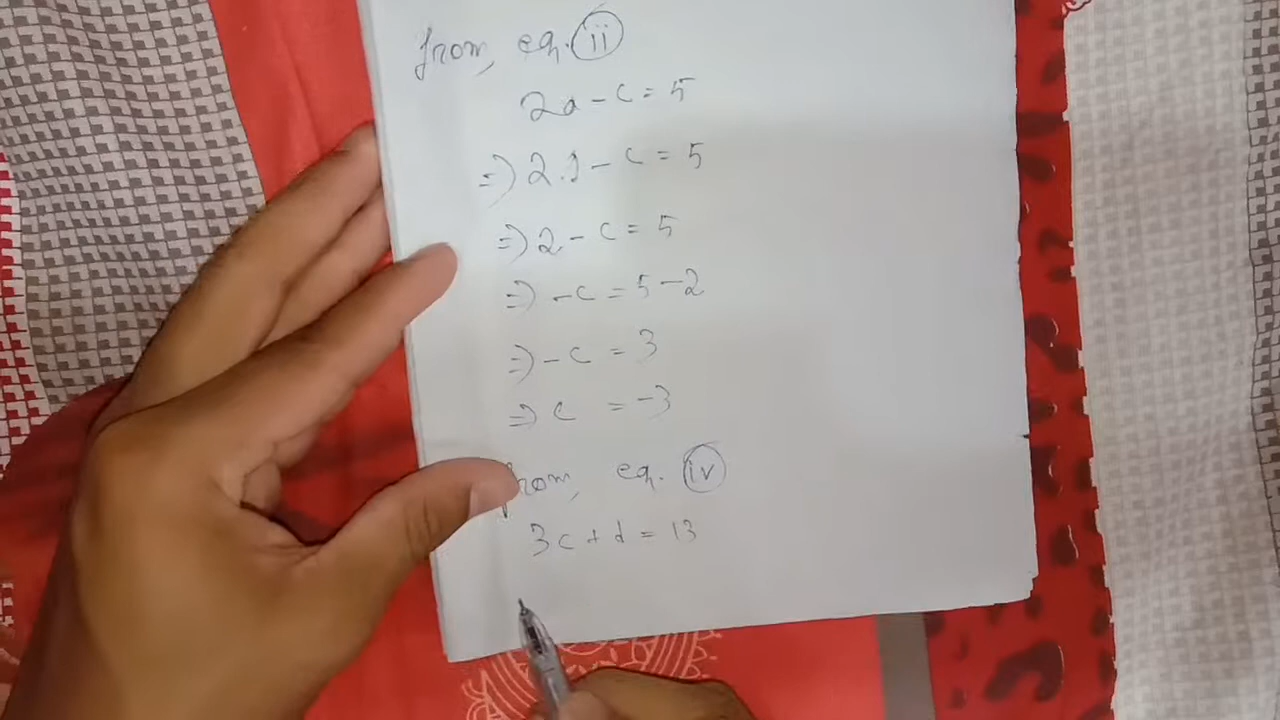 from, eq. (ii)
2a - c = 5
=> 2.1 - c = 5
=> 2 - c = 5
=> -c = 5 - 2
=> -c = 3
=> c = -3
from, eq. (iv)
3c + d = 13